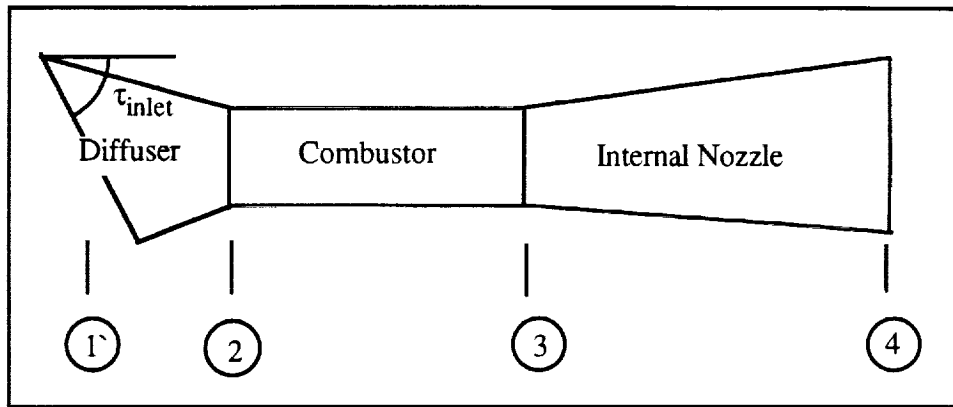 τinlet
Diffuser
Combustor
Internal Nozzle
1`
2
3
4